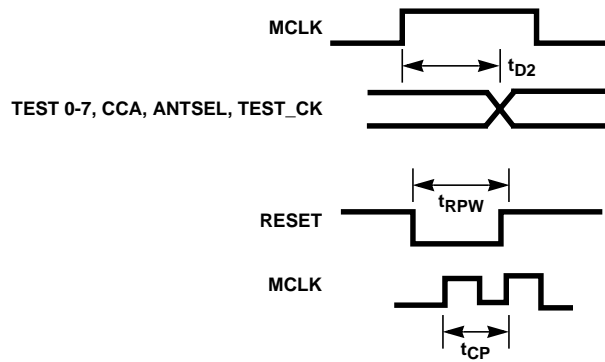 MCLK
tD2
TEST 0-7, CCA, ANTSEL, TEST_CK
tRPW
RESET
MCLK
tCP